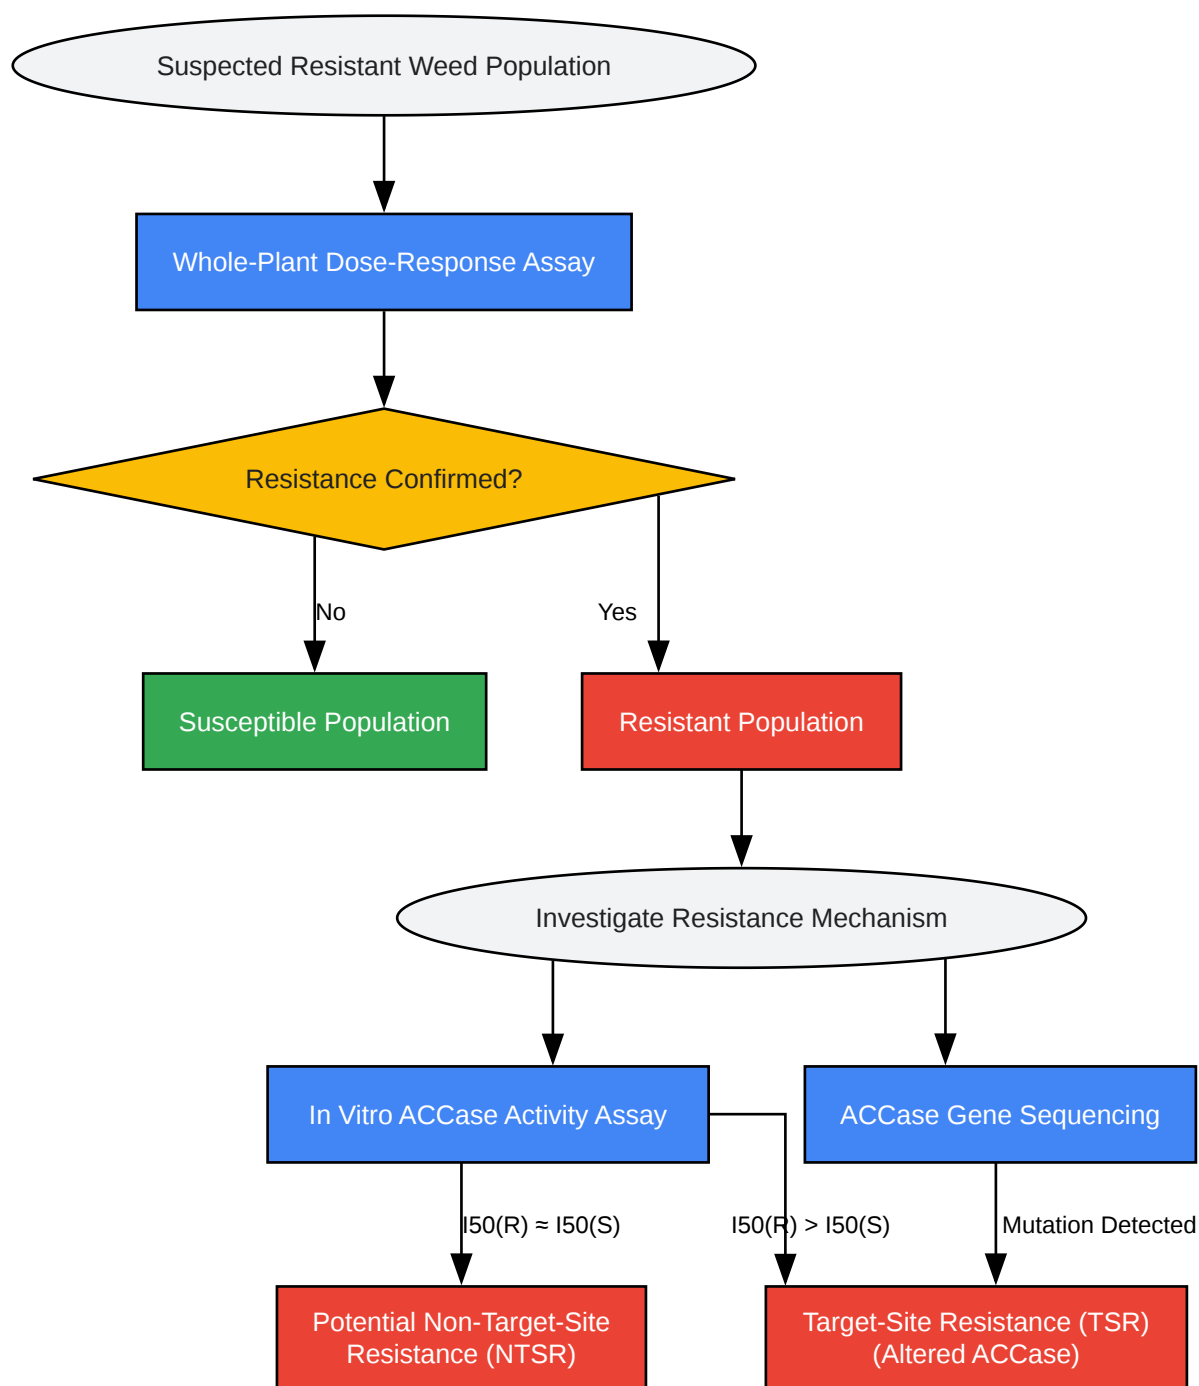 Suspected Resistant Weed Population
Whole-Plant Dose-Response Assay
Resistance Confirmed?
No
Yes
Susceptible Population
Resistant Population
Investigate Resistance Mechanism
In Vitro ACCase Activity Assay
ACCase Gene Sequencing
I50(R) ≈ I50(S)
I50(R) > I50(S)
Mutation Detected
Potential Non-Target-Site
Resistance (NTSR)
Target-Site Resistance (TSR)
(Altered ACCase)